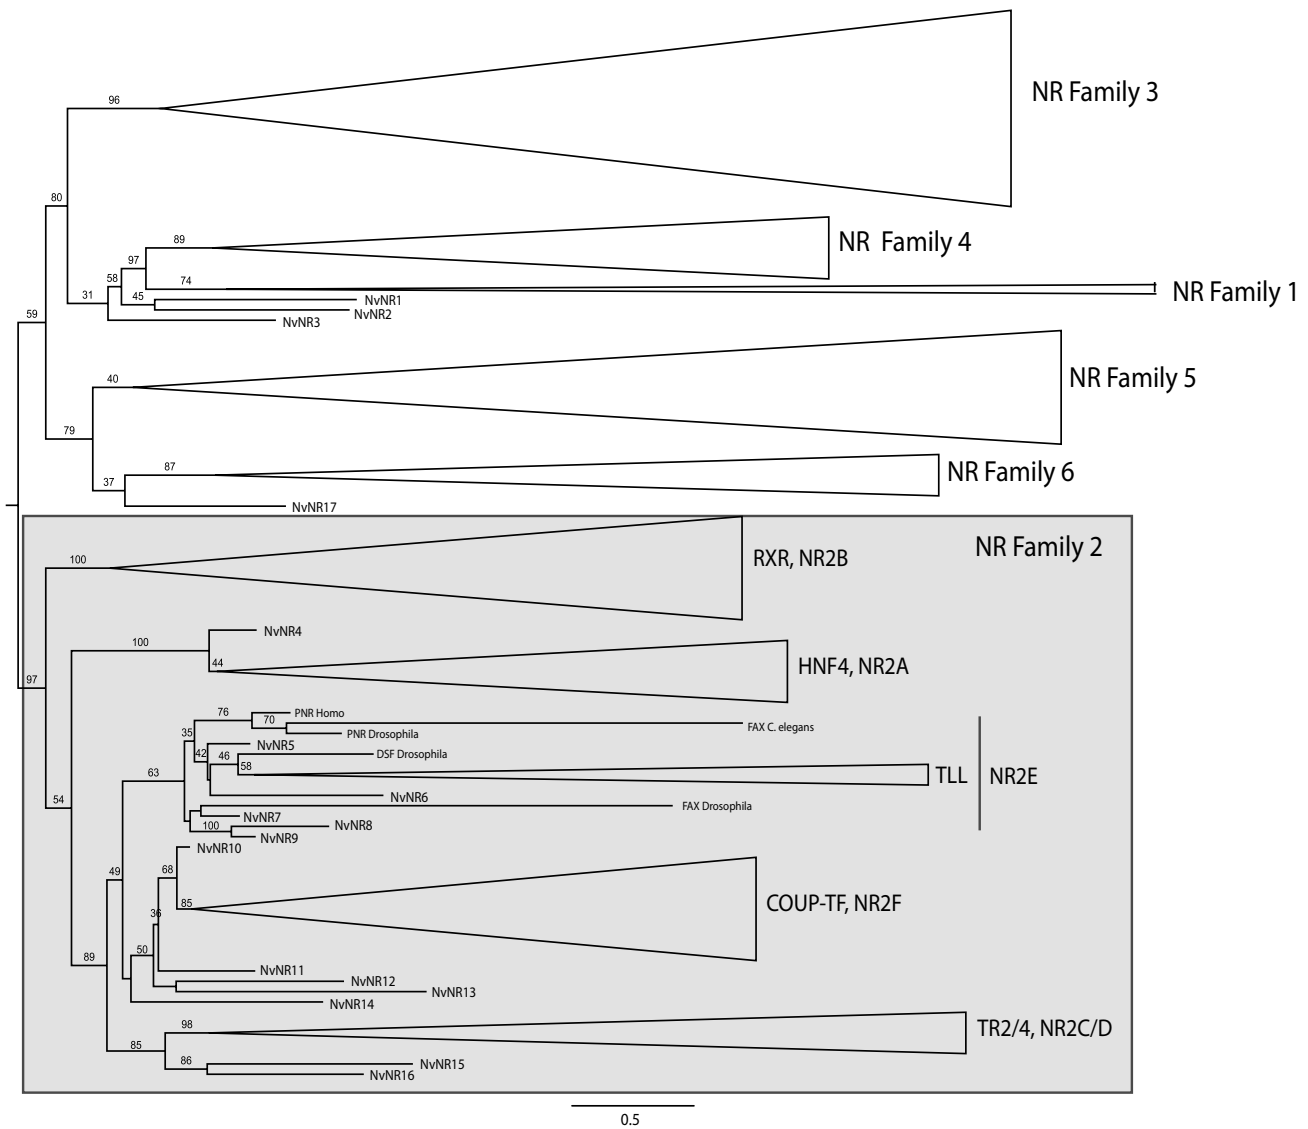 96
NR Family 3
80
89
NR Family 4
97
58
74
NR Family 1
31
45
NvNR1
NvNR2
NvNR3
59
40
NR Family 5
79
87
NR Family 6
37
NvNR17
NR Family 2
100
RXR, NR2B
NvNR4
100
44
HNF4, NR2A
97
76
PNR Homo
70
FAX C. elegans
35
PNR Drosophila
NvNR5
42
46
DSF Drosophila
58
TLL
NR2E
63
NvNR6
54
FAX Drosophila
NvNR7
100
NvNR8
NvNR9
NvNR10
49
68
85
COUP-TF, NR2F
36
50
89
NvNR11
NvNR12
NvNR13
NvNR14
98
TR2/4, NR2C/D
85
86
NvNR15
NvNR16
0.5